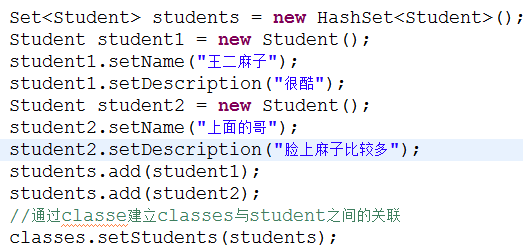 Set<Student> students = new HashSet<Student>();
Student student1 = new Student();
student1.setName("王二麻子");
student1.setDescription("很酷");
Student student2 = new Student();
student2.setName("上面的哥");
student2.setDescription("脸上麻子比较多");
students.add(student1);
students.add(student2);
//通过classe建立classes与student之间的关联
classes.setStudents(students);